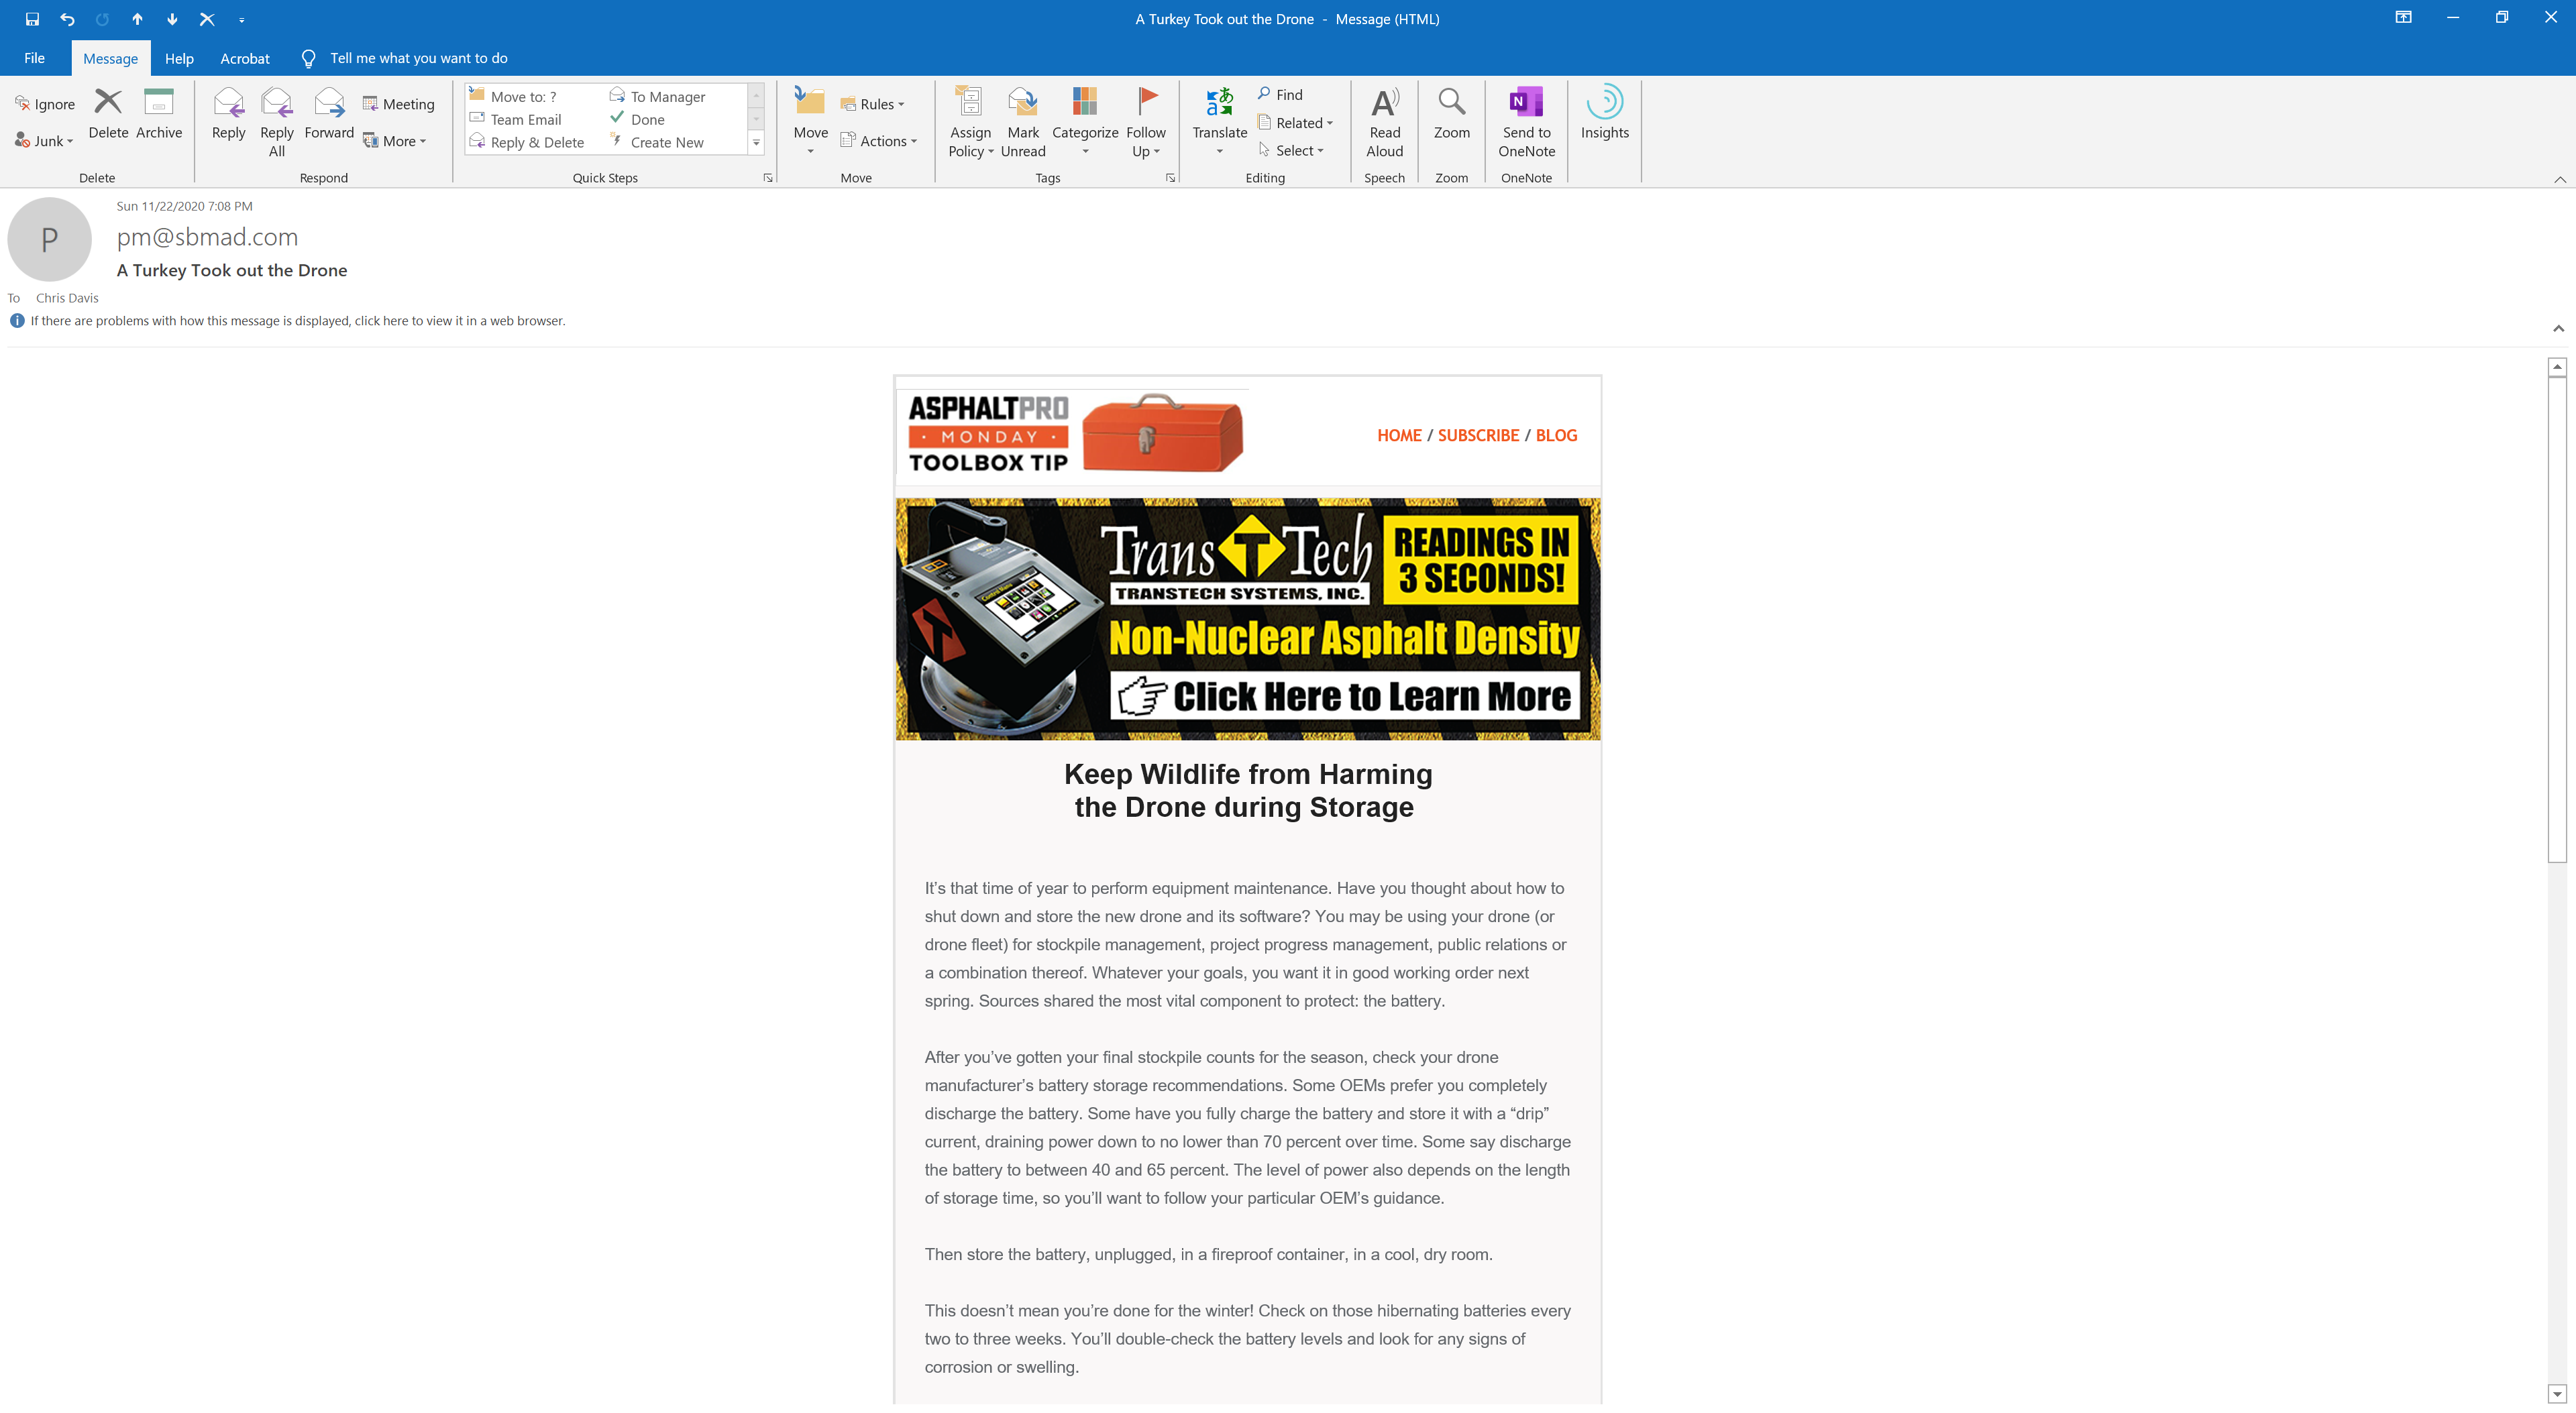 A Turkey Took out the Drone - Message (HTML)
File Message Help Acrobat Tell me what you want to do
Ignore
Junk
Delete
Archive
Delete
Reply
Reply All
Forward
Meeting
More
Respond
Move to: ?
Team Email
Reply & Delete
To Manager
Done
Create New
Quick Steps
Move
Rules
Actions
Move
Assign Policy
Mark Unread
Categorize
Follow Up
Tags
Translate
Find
Related
Select
Editing
Read Aloud
Speech
Zoom
Zoom
Send to OneNote
OneNote
Insights
P
Sun 11/22/2020 7:08 PM
pm@sbmad.com
A Turkey Took out the Drone
To Chris Davis
If there are problems with how this message is displayed, click here to view it in a web browser.
ASPHALTPRO
· MONDAY ·
TOOLBOX TIP
HOME / SUBSCRIBE / BLOG
Trans T Tech
TRANSTECH SYSTEMS, INC.
READINGS IN
3 SECONDS!
Non-Nuclear Asphalt Density
Click Here to Learn More
Keep Wildlife from Harming
the Drone during Storage
It’s that time of year to perform equipment maintenance. Have you thought about how to
shut down and store the new drone and its software? You may be using your drone (or
drone fleet) for stockpile management, project progress management, public relations or
a combination thereof. Whatever your goals, you want it in good working order next
spring. Sources shared the most vital component to protect: the battery.
After you’ve gotten your final stockpile counts for the season, check your drone
manufacturer’s battery storage recommendations. Some OEMs prefer you completely
discharge the battery. Some have you fully charge the battery and store it with a “drip”
current, draining power down to no lower than 70 percent over time. Some say discharge
the battery to between 40 and 65 percent. The level of power also depends on the length
of storage time, so you’ll want to follow your particular OEM’s guidance.
Then store the battery, unplugged, in a fireproof container, in a cool, dry room.
This doesn’t mean you’re done for the winter! Check on those hibernating batteries every
two to three weeks. You’ll double-check the battery levels and look for any signs of
corrosion or swelling.